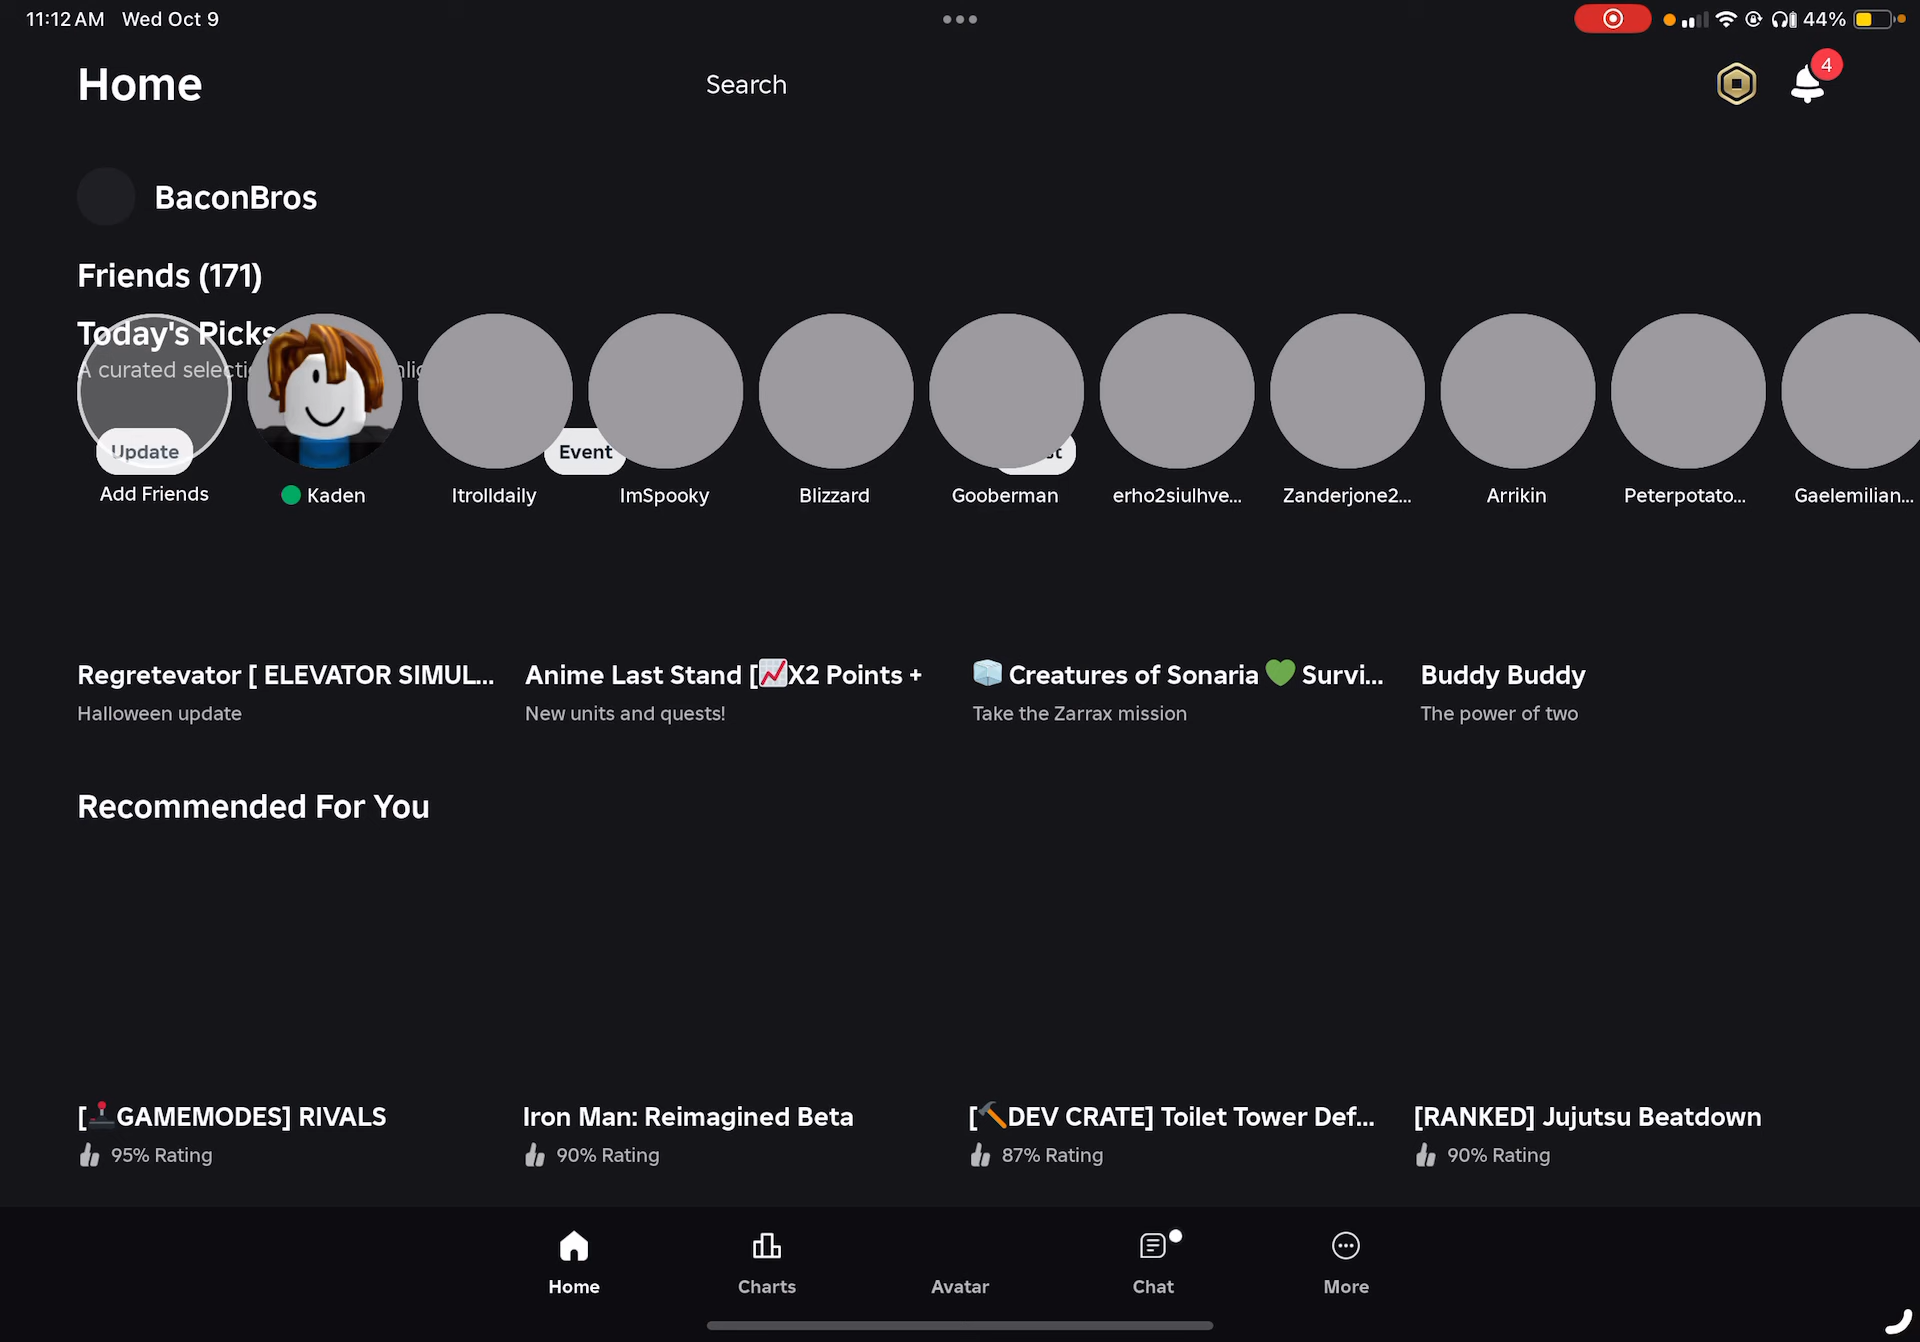 11:12 AM Wed Oct 9
44%
Home
Search
4
BaconBros
Friends (171)
Today's Picks
A curated
Update
Event
Add Friends
Kaden
Itrolldaily
ImSpooky
Blizzard
Gooberman
erho2siulhve...
Zanderjone2...
Arrikin
Peterpotato...
Gaelemilian...
Regretevator [ ELEVATOR SIMUL...
Anime Last Stand [📈X2 Points +
🧊 Creatures of Sonaria 💚 Survi...
Buddy Buddy
Halloween update
New units and quests!
Take the Zarrax mission
The power of two
Recommended For You
[🕹️GAMEMODES] RIVALS
Iron Man: Reimagined Beta
[🔨DEV CRATE] Toilet Tower Def...
[RANKED] Jujutsu Beatdown
95% Rating
90% Rating
87% Rating
90% Rating
Home
Charts
Avatar
Chat
More